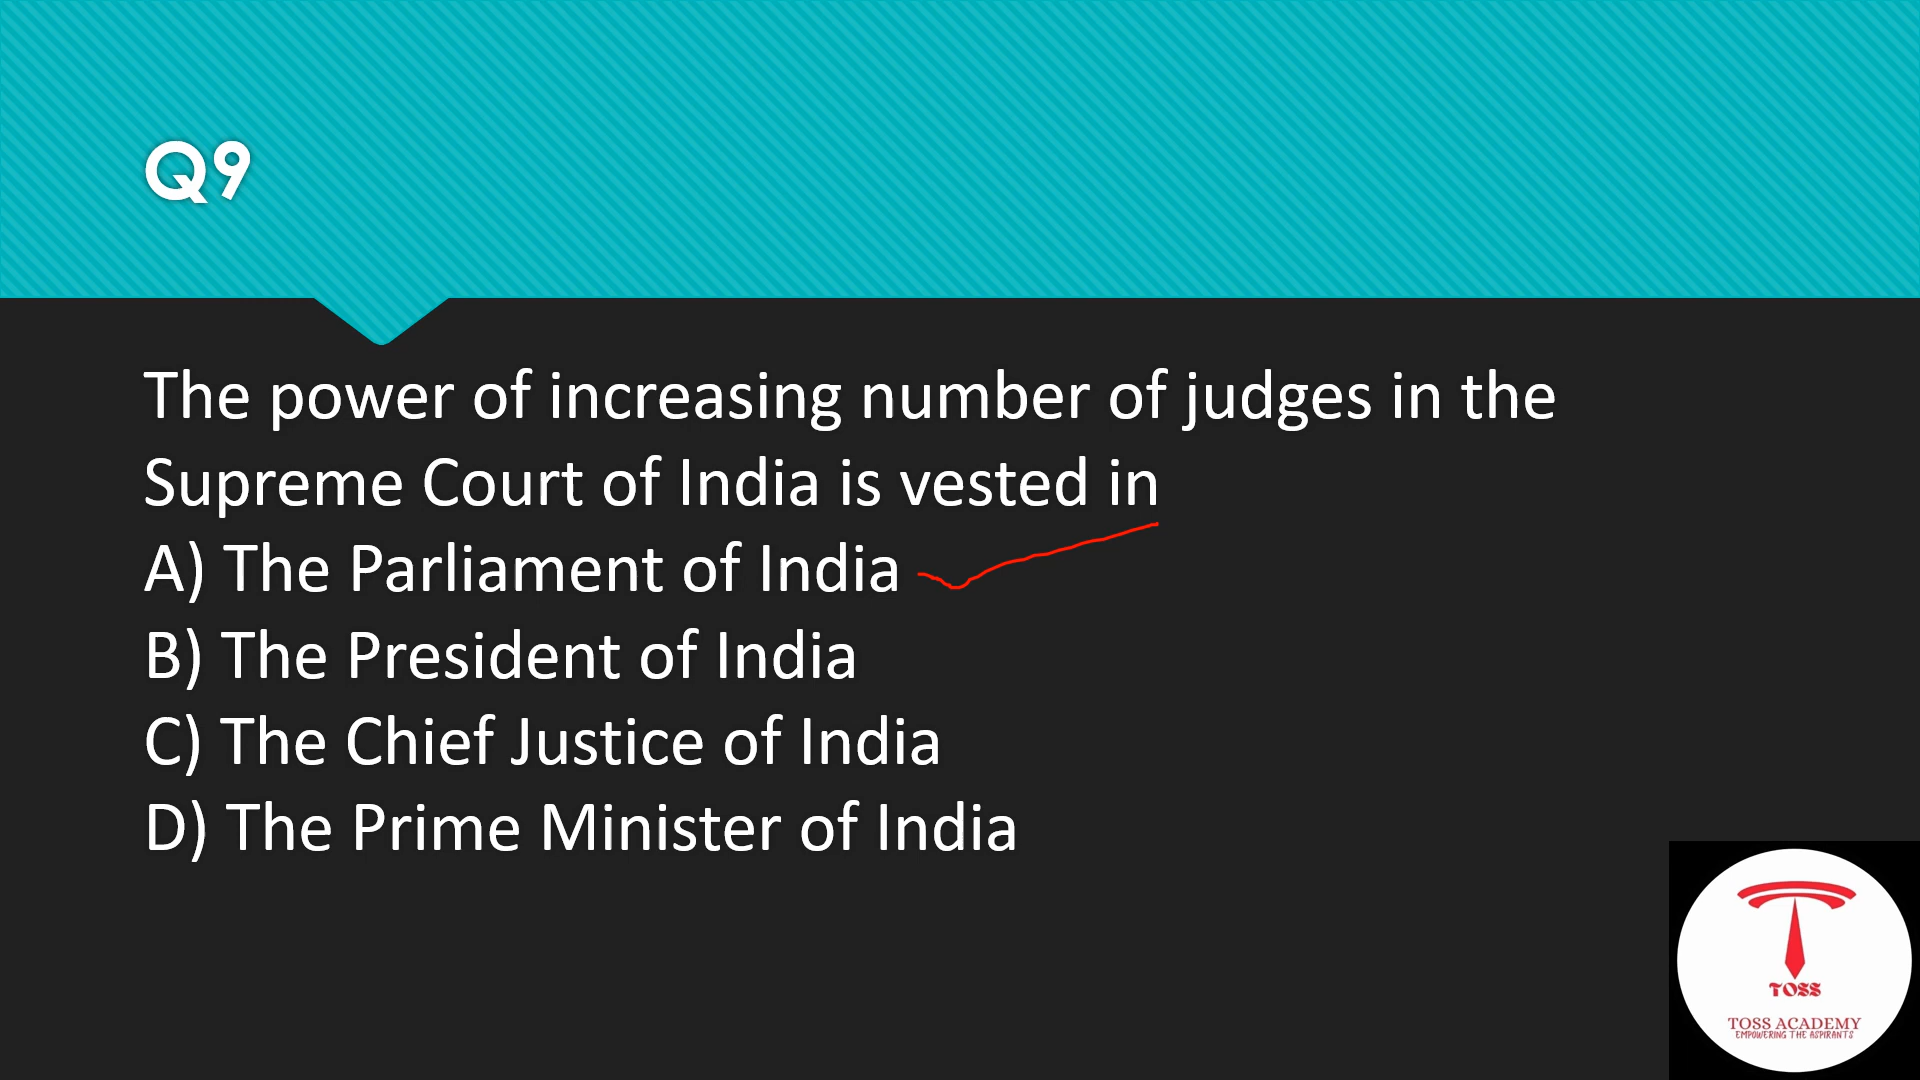 Q9
The power of increasing number of judges in the
Supreme Court of India is vested in
A) The Parliament of India
B) The President of India
C) The Chief Justice of India
D) The Prime Minister of India
TOSS
TOSS ACADEMY
EMPOWERING THE ASPIRANTS